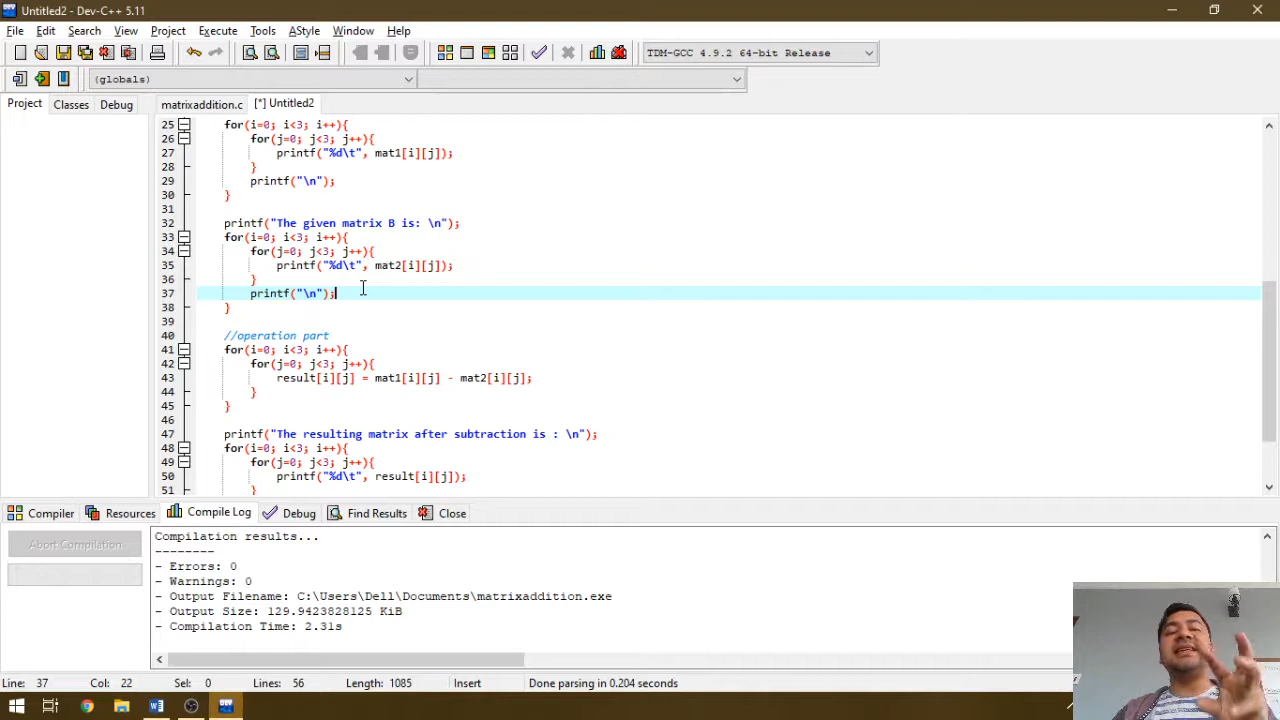 Untitled2 - Dev-C++ 5.11
File Edit Search View Project Execute Tools AStyle Window Help
TDM-GCC 4.9.2 64-bit Release
(globals)
Project Classes Debug matrixaddition.c [*] Untitled2
25 for(i=0; i<3; i++){
26 for(j=0; j<3; j++){
27 printf("%d\t", mat1[i][j]);
28 }
29 printf("\n");
30 }
31
32 printf("The given matrix B is: \n");
33 for(i=0; i<3; i++){
34 for(j=0; j<3; j++){
35 printf("%d\t", mat2[i][j]);
36 }
37 printf("\n");
38 }
39
40 //operation part
41 for(i=0; i<3; i++){
42 for(j=0; j<3; j++){
43 result[i][j] = mat1[i][j] - mat2[i][j];
44 }
45 }
46
47 printf("The resulting matrix after subtraction is : \n");
48 for(i=0; i<3; i++){
49 for(j=0; j<3; j++){
50 printf("%d\t", result[i][j]);
51 }
Compiler Resources Compile Log Debug Find Results Close
Abort Compilation
Compilation results...
--------
- Errors: 0
- Warnings: 0
- Output Filename: C:\Users\Dell\Documents\matrixaddition.exe
- Output Size: 129.9423828125 KiB
- Compilation Time: 2.31s
Line: 37 Col: 22 Sel: 0 Lines: 56 Length: 1085 Insert Done parsing in 0.204 seconds